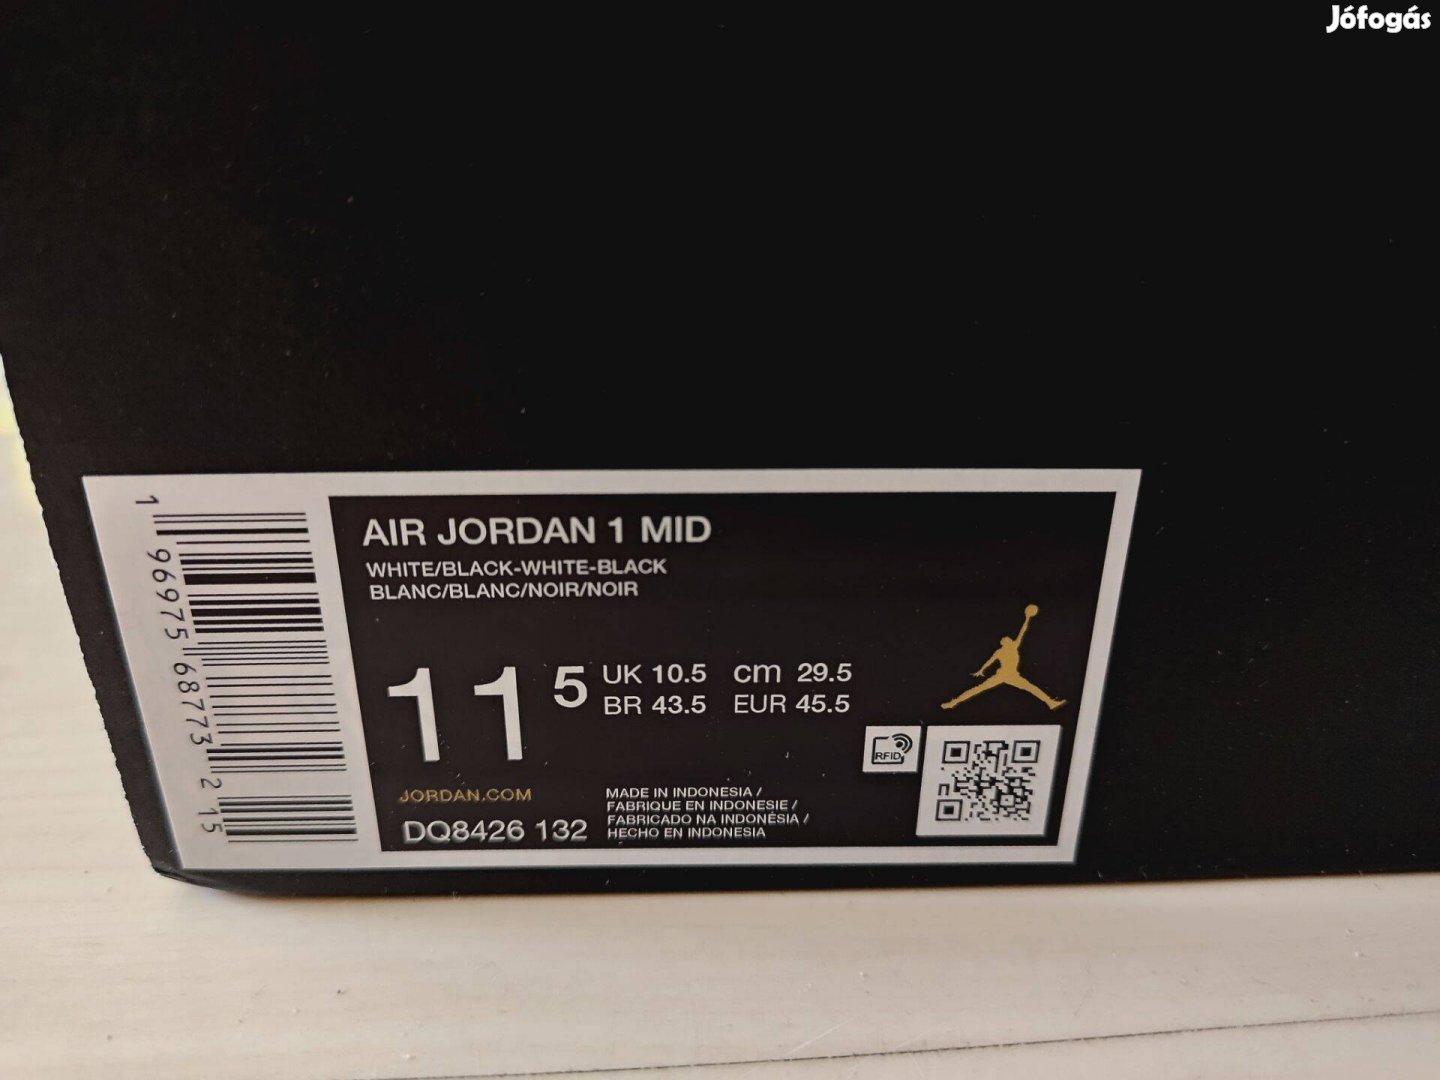 Jófogás
AIR JORDAN 1 MID
WHITE/BLACK-WHITE-BLACK
BLANC/BLANC/NOIR/NOIR
11 5
UK 10.5 cm 29.5
BR 43.5 EUR 45.5
RFID
JORDAN.COM
DQ8426 132
MADE IN INDONESIA /
FABRIQUE EN INDONESIE /
FABRICADO NA INDONÉSIA /
HECHO EN INDONESIA
1 96975 68773 2 15